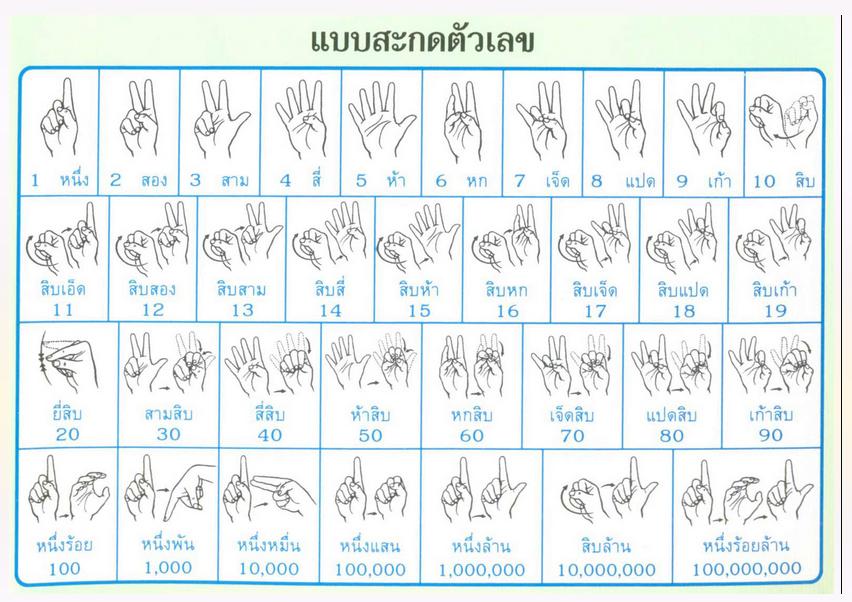 แบบสะกดตัวเลข
1 หนึ่ง 2 สอง 3 สาม 4 สี่ 5 ห้า 6 หก 7 เจ็ด 8 แปด 9 เก้า 10 สิบ
สิบเอ็ด สิบสอง สิบสาม สิบสี่ สิบห้า สิบหก สิบเจ็ด สิบแปด สิบเก้า
11 12 13 14 15 16 17 18 19
ยี่สิบ สามสิบ สี่สิบ ห้าสิบ หกสิบ เจ็ดสิบ แปดสิบ เก้าสิบ
20 30 40 50 60 70 80 90
หนึ่งร้อย หนึ่งพัน หนึ่งหมื่น หนึ่งแสน หนึ่งล้าน สิบล้าน หนึ่งร้อยล้าน
100 1,000 10,000 100,000 1,000,000 10,000,000 100,000,000